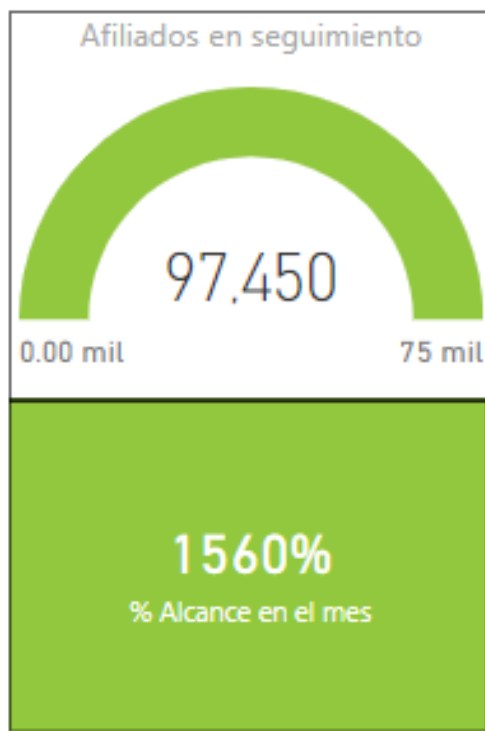 Afiliados en seguimiento
97,450
0.00 mil
75 mil
1560%
% Alcance en el mes